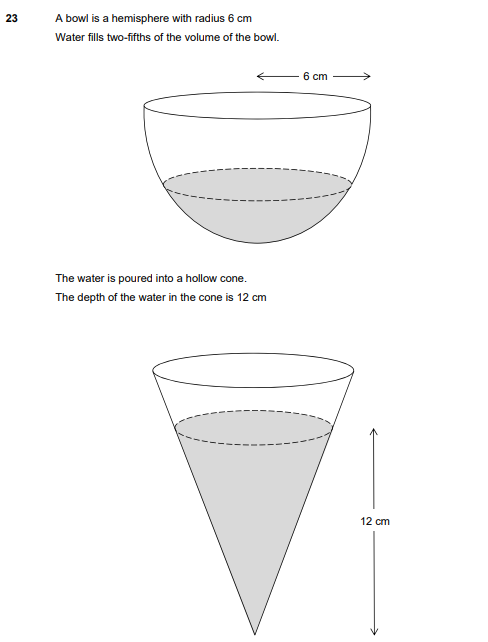 23 A bowl is a hemisphere with radius 6 cm
Water fills two-fifths of the volume of the bowl.
6 cm
The water is poured into a hollow cone.
The depth of the water in the cone is 12 cm
12 cm